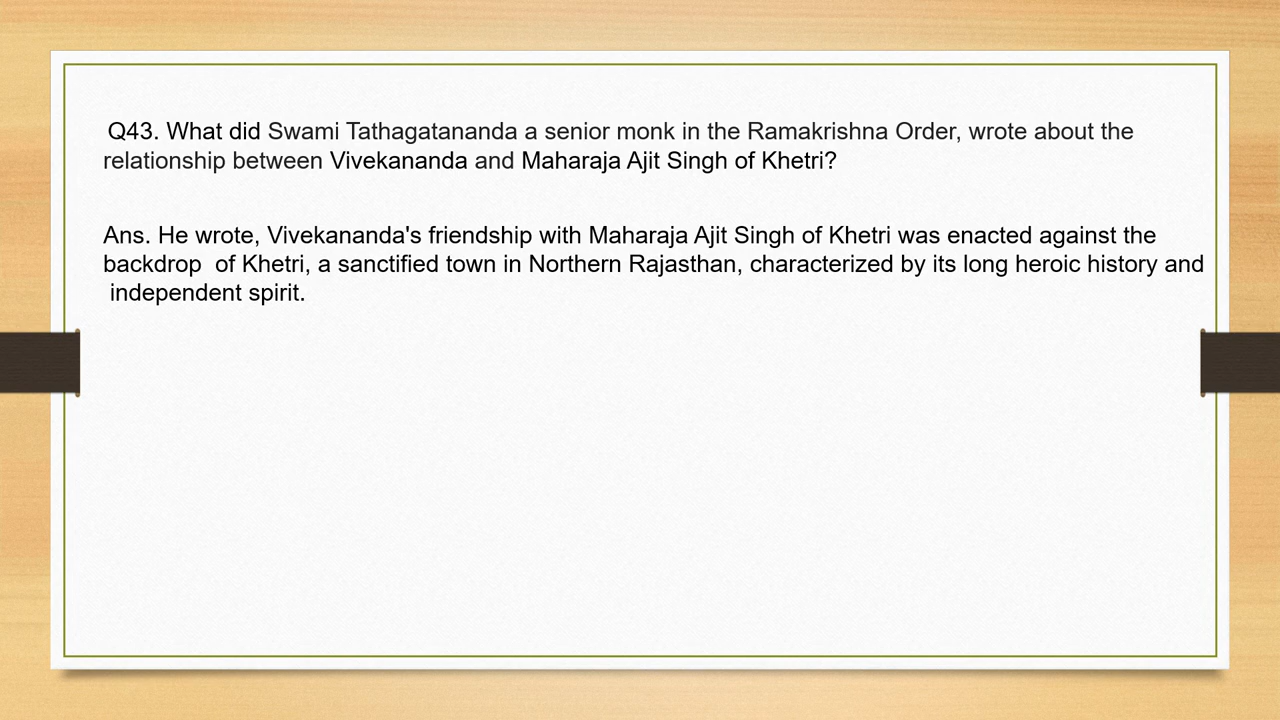 Q43. What did Swami Tathagatananda a senior monk in the Ramakrishna Order, wrote about the
relationship between Vivekananda and Maharaja Ajit Singh of Khetri?
Ans. He wrote, Vivekananda's friendship with Maharaja Ajit Singh of Khetri was enacted against the
backdrop  of Khetri, a sanctified town in Northern Rajasthan, characterized by its long heroic history and
independent spirit.